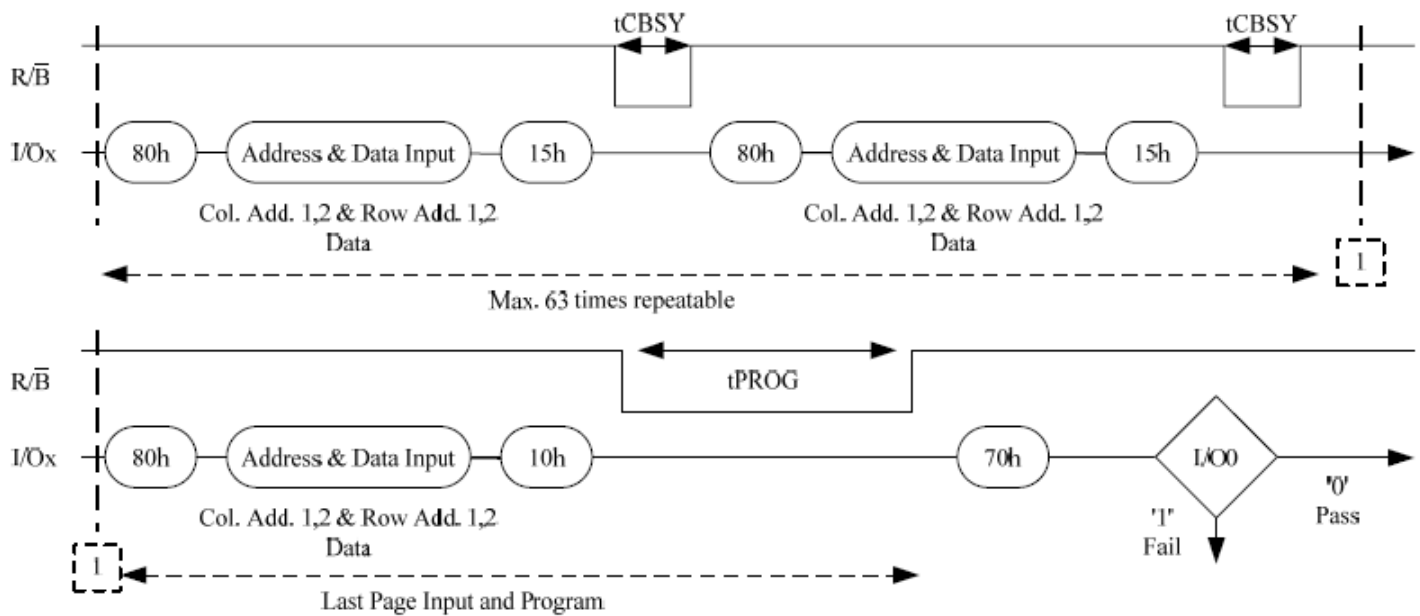 tCBSY tCBSY
R/B̅
I/Ox 80h Address & Data Input 15h 80h Address & Data Input 15h
Col. Add. 1,2 & Row Add. 1,2 Col. Add. 1,2 & Row Add. 1,2
Data Data
1
Max. 63 times repeatable
R/B̅ tPROG
I/Ox 80h Address & Data Input 10h 70h I/O0
'0'
Pass
Col. Add. 1,2 & Row Add. 1,2
Data
'1'
Fail
1
Last Page Input and Program